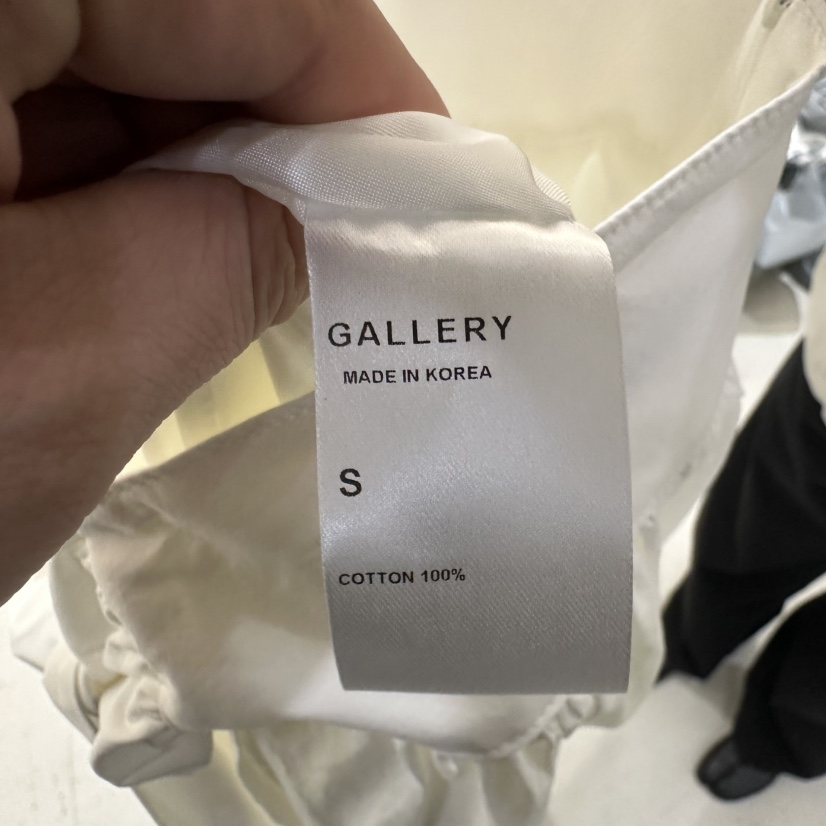 GALLERY
MADE IN KOREA
S
COTTON 100%